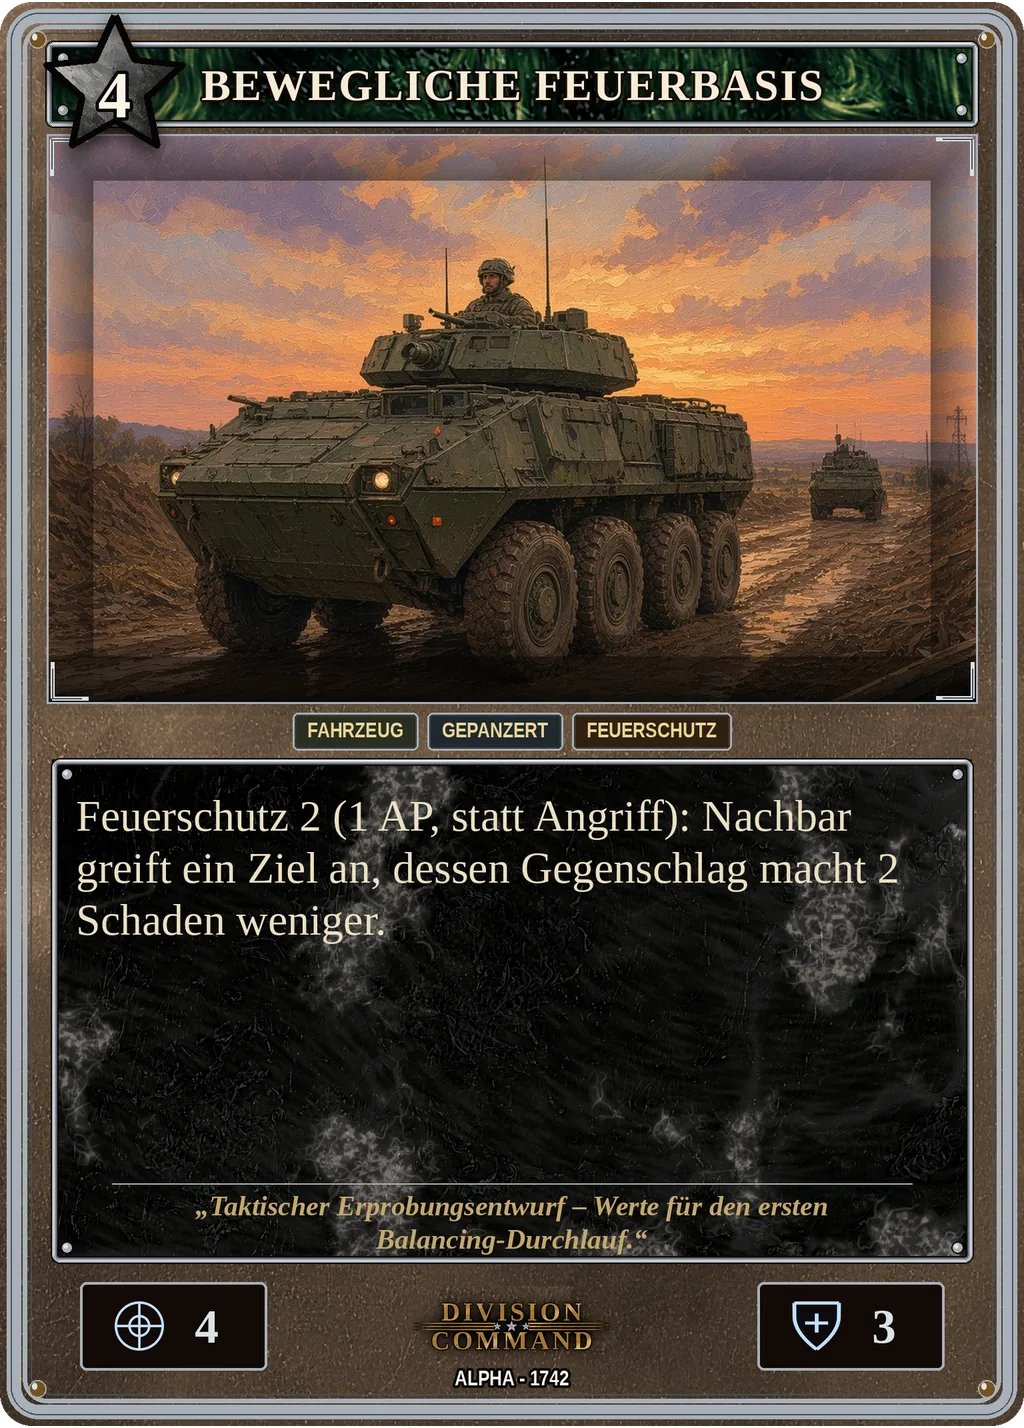 4
BEWEGLICHE FEUERBASIS
FAHRZEUG GEPANZERT FEUERSCHUTZ
Feuerschutz 2 (1 AP, statt Angriff): Nachbar
greift ein Ziel an, dessen Gegenschlag macht 2
Schaden weniger.
„Taktischer Erprobungsentwurf – Werte für den ersten
Balancing-Durchlauf.“
4
DIVISION
COMMAND
ALPHA - 1742
3